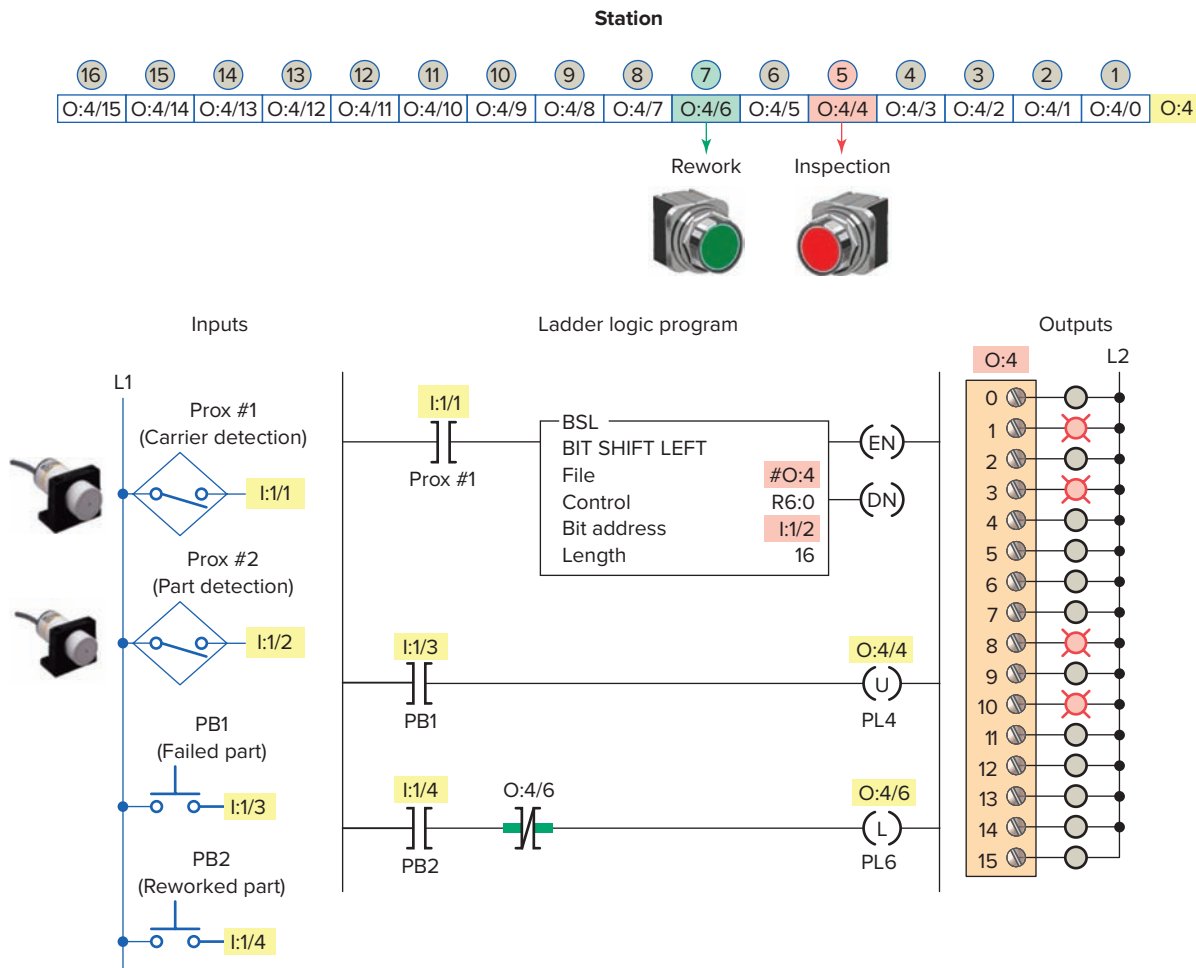 Station
16 15 14 13 12 11 10 9 8 7 6 5 4 3 2 1
O:4/15 O:4/14 O:4/13 O:4/12 O:4/11 O:4/10 O:4/9 O:4/8 O:4/7 O:4/6 O:4/5 O:4/4 O:4/3 O:4/2 O:4/1 O:4/0 O:4
Rework
Inspection
Inputs
L1
Prox #1
(Carrier detection)
I:1/1
Prox #2
(Part detection)
I:1/2
PB1
(Failed part)
I:1/3
PB2
(Reworked part)
I:1/4
Ladder logic program
I:1/1
Prox #1
BSL
BIT SHIFT LEFT
File #O:4
Control R6:0
Bit address I:1/2
Length 16
EN
DN
I:1/3
PB1
O:4/4
U
PL4
I:1/4
PB2
O:4/6
O:4/6
L
PL6
Outputs
O:4
L2
0
1
2
3
4
5
6
7
8
9
10
11
12
13
14
15